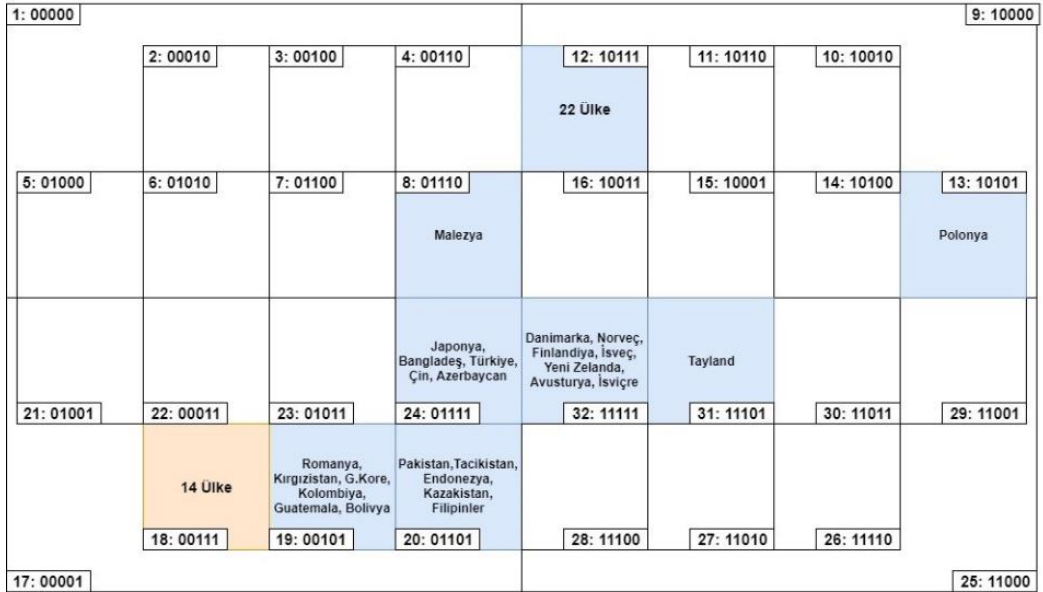 1: 00000
9: 10000
2: 00010
3: 00100
4: 00110
12: 10111
11: 10110
10: 10010
22 Ülke
5: 01000
6: 01010
7: 01100
8: 01110
16: 10011
15: 10001
14: 10100
13: 10101
Malezya
Polonya
Japonya,
Bangladeş, Türkiye,
Çin, Azerbaycan
Danimarka, Norveç,
Finlandiya, İsveç,
Yeni Zelanda,
Avusturya, İsviçre
Tayland
21: 01001
22: 00011
23: 01011
24: 01111
32: 11111
31: 11101
30: 11011
29: 11001
14 Ülke
Romanya,
Kırgızistan, G.Kore,
Kolombiya,
Guatemala, Bolivya
Pakistan,Tacikistan,
Endonezya,
Kazakistan,
Filipinler
18: 00111
19: 00101
20: 01101
28: 11100
27: 11010
26: 11110
17: 00001
25: 11000